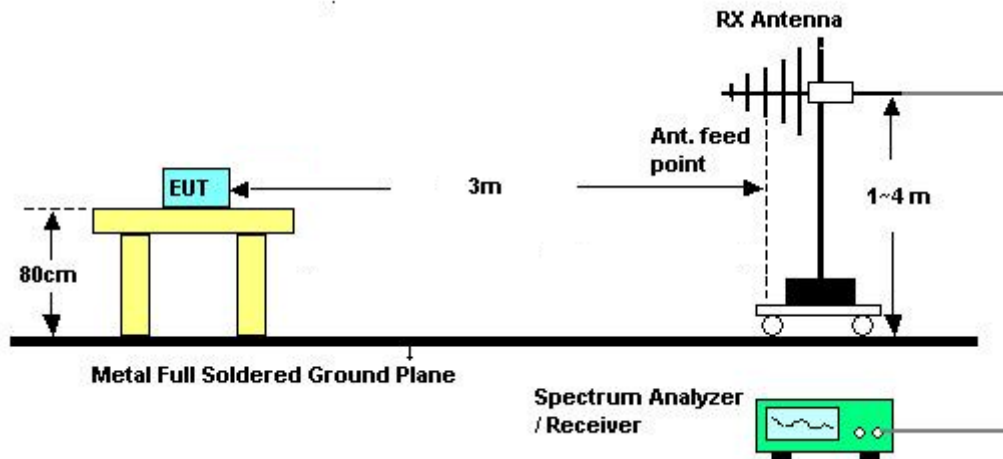 RX Antenna
Ant. feed
point
EUT
3m
1~4 m
80cm
Metal Full Soldered Ground Plane
Spectrum Analyzer
/ Receiver